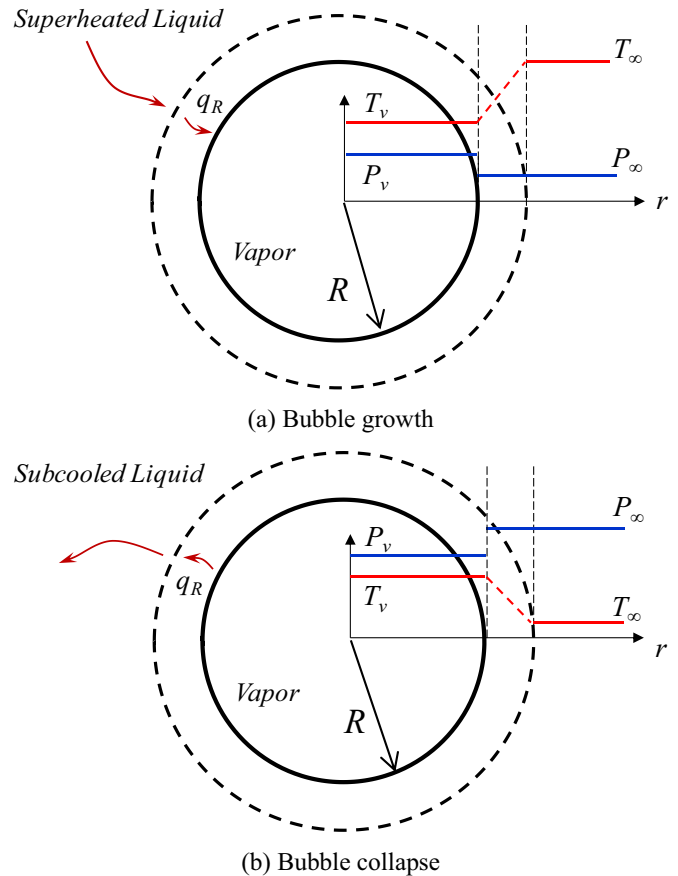 Superheated Liquid
q_R
T_v
T_∞
P_v
P_∞
r
Vapor
R
(a) Bubble growth
Subcooled Liquid
P_∞
P_v
q_R
T_v
T_∞
r
Vapor
R
(b) Bubble collapse